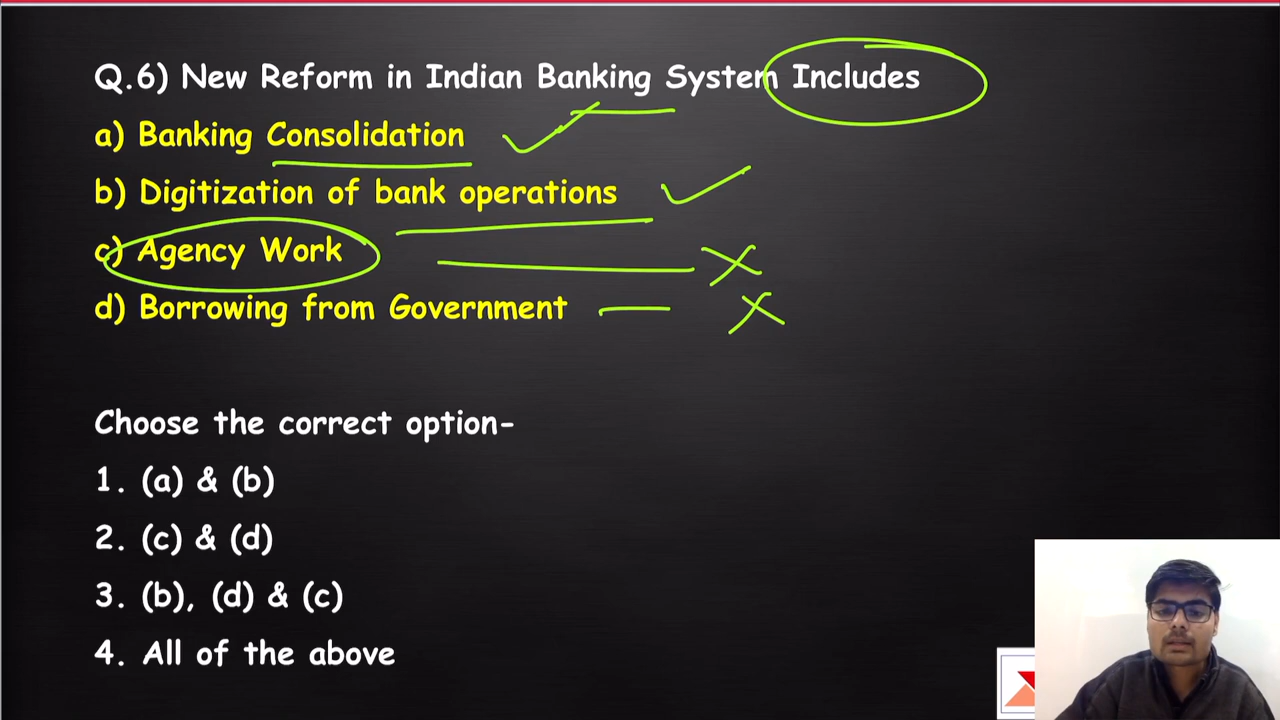 Q.6) New Reform in Indian Banking System Includes
a) Banking Consolidation
b) Digitization of bank operations
c) Agency Work
d) Borrowing from Government
Choose the correct option-
1. (a) & (b)
2. (c) & (d)
3. (b), (d) & (c)
4. All of the above